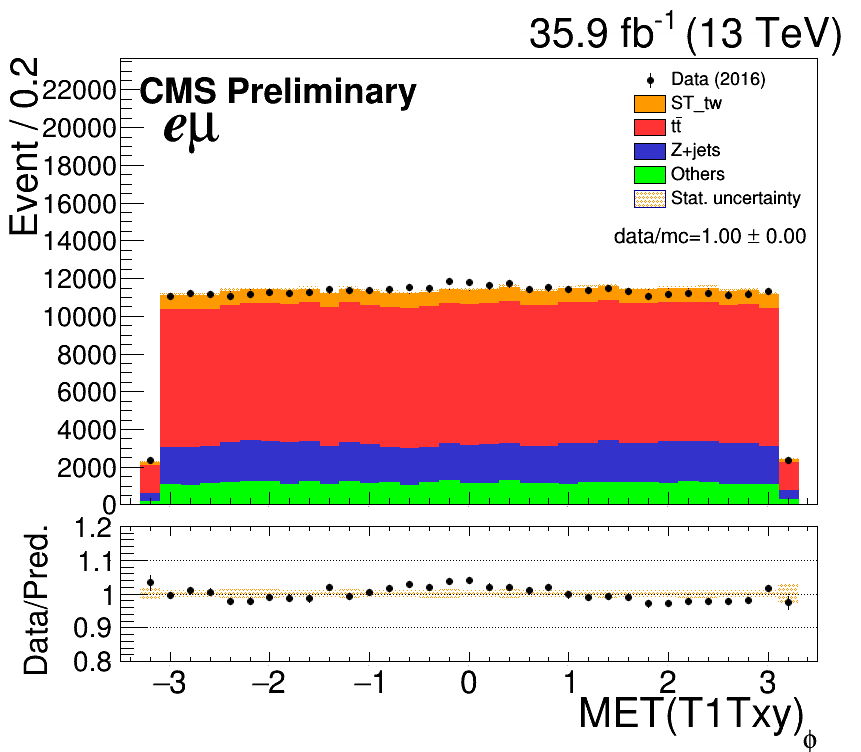 35.9 fb⁻¹ (13 TeV)
CMS Preliminary
eμ
Data (2016)
ST_tw
tt̄
Z+jets
Others
Stat. uncertainty
data/mc=1.00 ± 0.00
Event / 0.2
22000
20000
18000
16000
14000
12000
10000
8000
6000
4000
2000
0
Data/Pred.
1.2
1.1
1
0.9
0.8
−3 −2 −1 0 1 2 3
MET(T1Txy)_ϕ